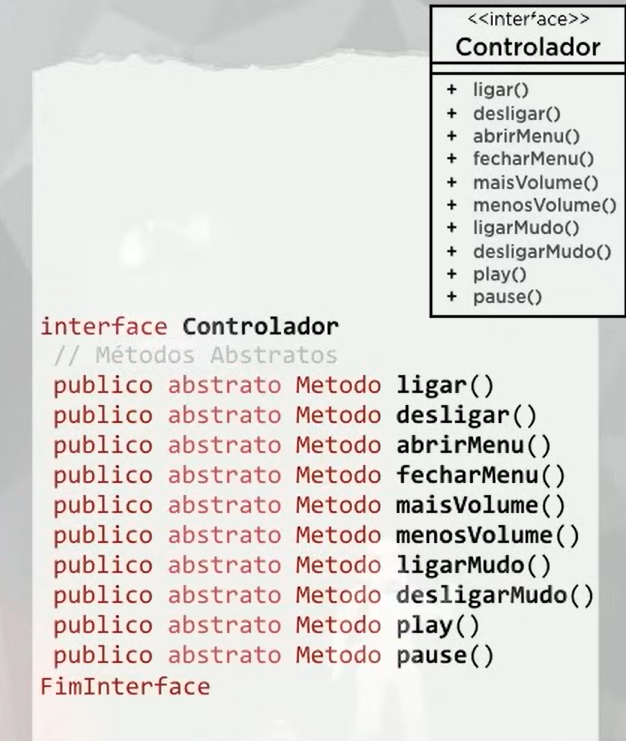 <<interface>>
Controlador
+ ligar()
+ desligar()
+ abrirMenu()
+ fecharMenu()
+ maisVolume()
+ menosVolume()
+ ligarMudo()
+ desligarMudo()
+ play()
+ pause()
interface Controlador
// Métodos Abstratos
publico abstrato Metodo ligar()
publico abstrato Metodo desligar()
publico abstrato Metodo abrirMenu()
publico abstrato Metodo fecharMenu()
publico abstrato Metodo maisVolume()
publico abstrato Metodo menosVolume()
publico abstrato Metodo ligarMudo()
publico abstrato Metodo desligarMudo()
publico abstrato Metodo play()
publico abstrato Metodo pause()
FimInterface